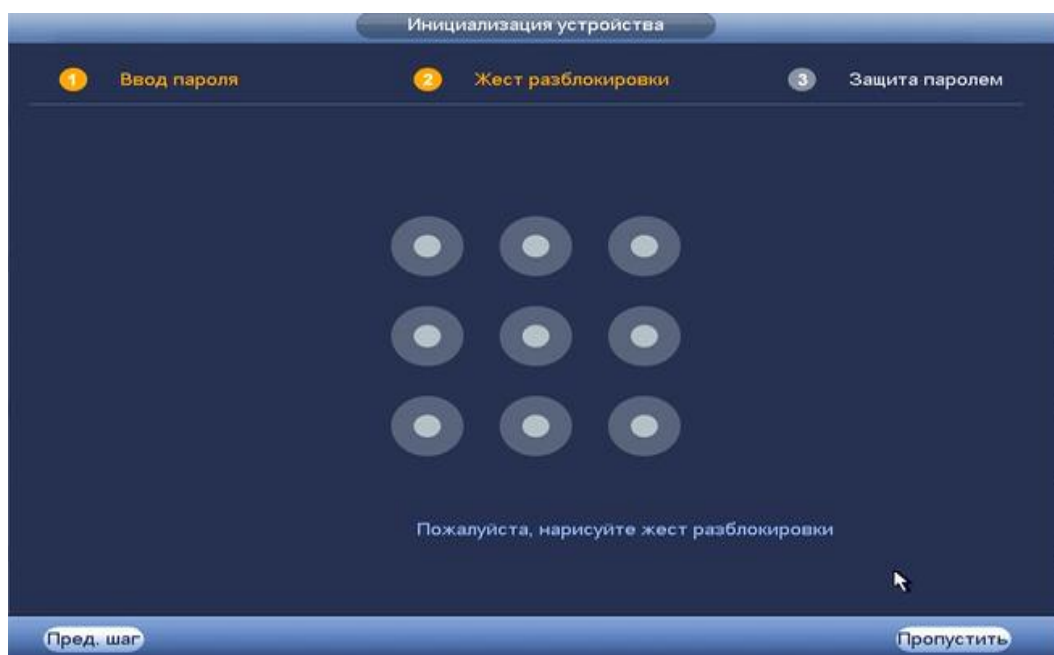 Инициализация устройства
1 Ввод пароля 2 Жест разблокировки 3 Защита паролем
Пожалуйста, нарисуйте жест разблокировки
Пред. шаг Пропустить